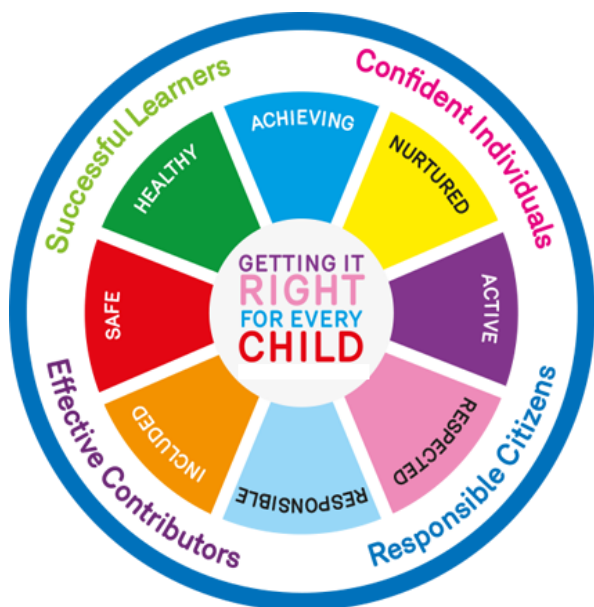 Successful Learners
Confident Individuals
Responsible Citizens
Effective Contributors
ACHIEVING
NURTURED
ACTIVE
RESPECTED
RESPONSIBLE
INCLUDED
SAFE
HEALTHY
GETTING IT
RIGHT
FOR EVERY
CHILD